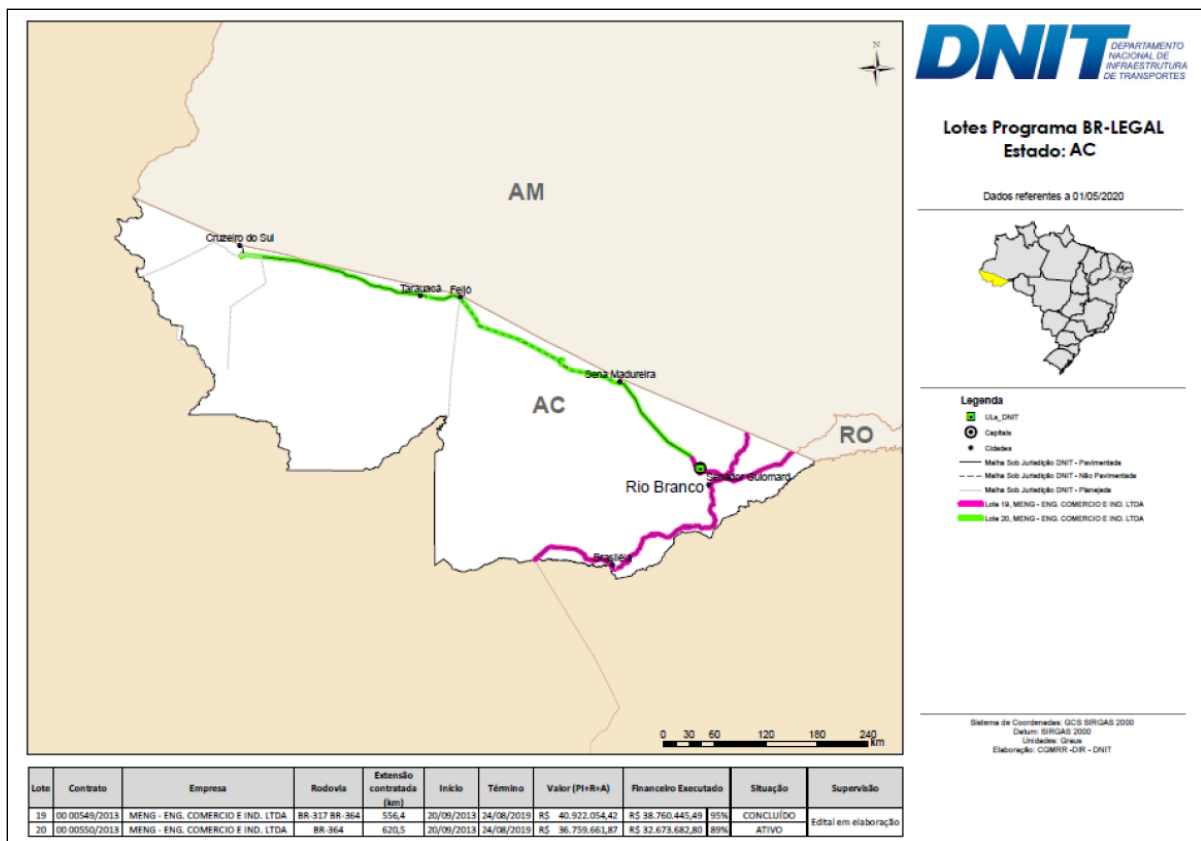 DNIT
DEPARTAMENTO
NACIONAL DE
INFRAESTRUTURA
DE TRANSPORTES
Lotes Programa BR-LEGAL
Estado: AC
Dados referentes a 01/05/2020
N
AM
Cruzeiro do Sul
Tarauacá
Feijó
Sena Madureira
AC
RO
Senador Guiomard
Rio Branco
Brasiléia
0 30 60 120 180 240
km
Legenda
ULs_DNIT
Capitais
Cidades
Malha Sob Jurisdição DNIT - Pavimentada
Malha Sob Jurisdição DNIT - Não Pavimentada
Malha Sob Jurisdição DNIT - Planejada
Lote 19, MENG - ENG. COMERCIO E IND. LTDA
Lote 20, MENG - ENG. COMERCIO E IND. LTDA
Sistema de Coordenadas: GCS SIRGAS 2000
Datum: SIRGAS 2000
Unidades: Graus
Elaboração: CGMRR -DIR - DNIT
Lote Contrato Empresa Rodovia Extensão contratada (km) Início Término Valor (PI+R+A) Financeiro Executado Situação Supervisão
19 00 00549/2013 MENG - ENG. COMERCIO E IND. LTDA BR-317 BR-364 556,4 20/09/2013 24/08/2019 R$ 40.922.054,42 R$ 38.760.445,49 95% CONCLUÍDO Edital em elaboração
20 00 00550/2013 MENG - ENG. COMERCIO E IND. LTDA BR-364 620,5 20/09/2013 24/08/2019 R$ 36.759.661,87 R$ 32.673.682,80 89% ATIVO